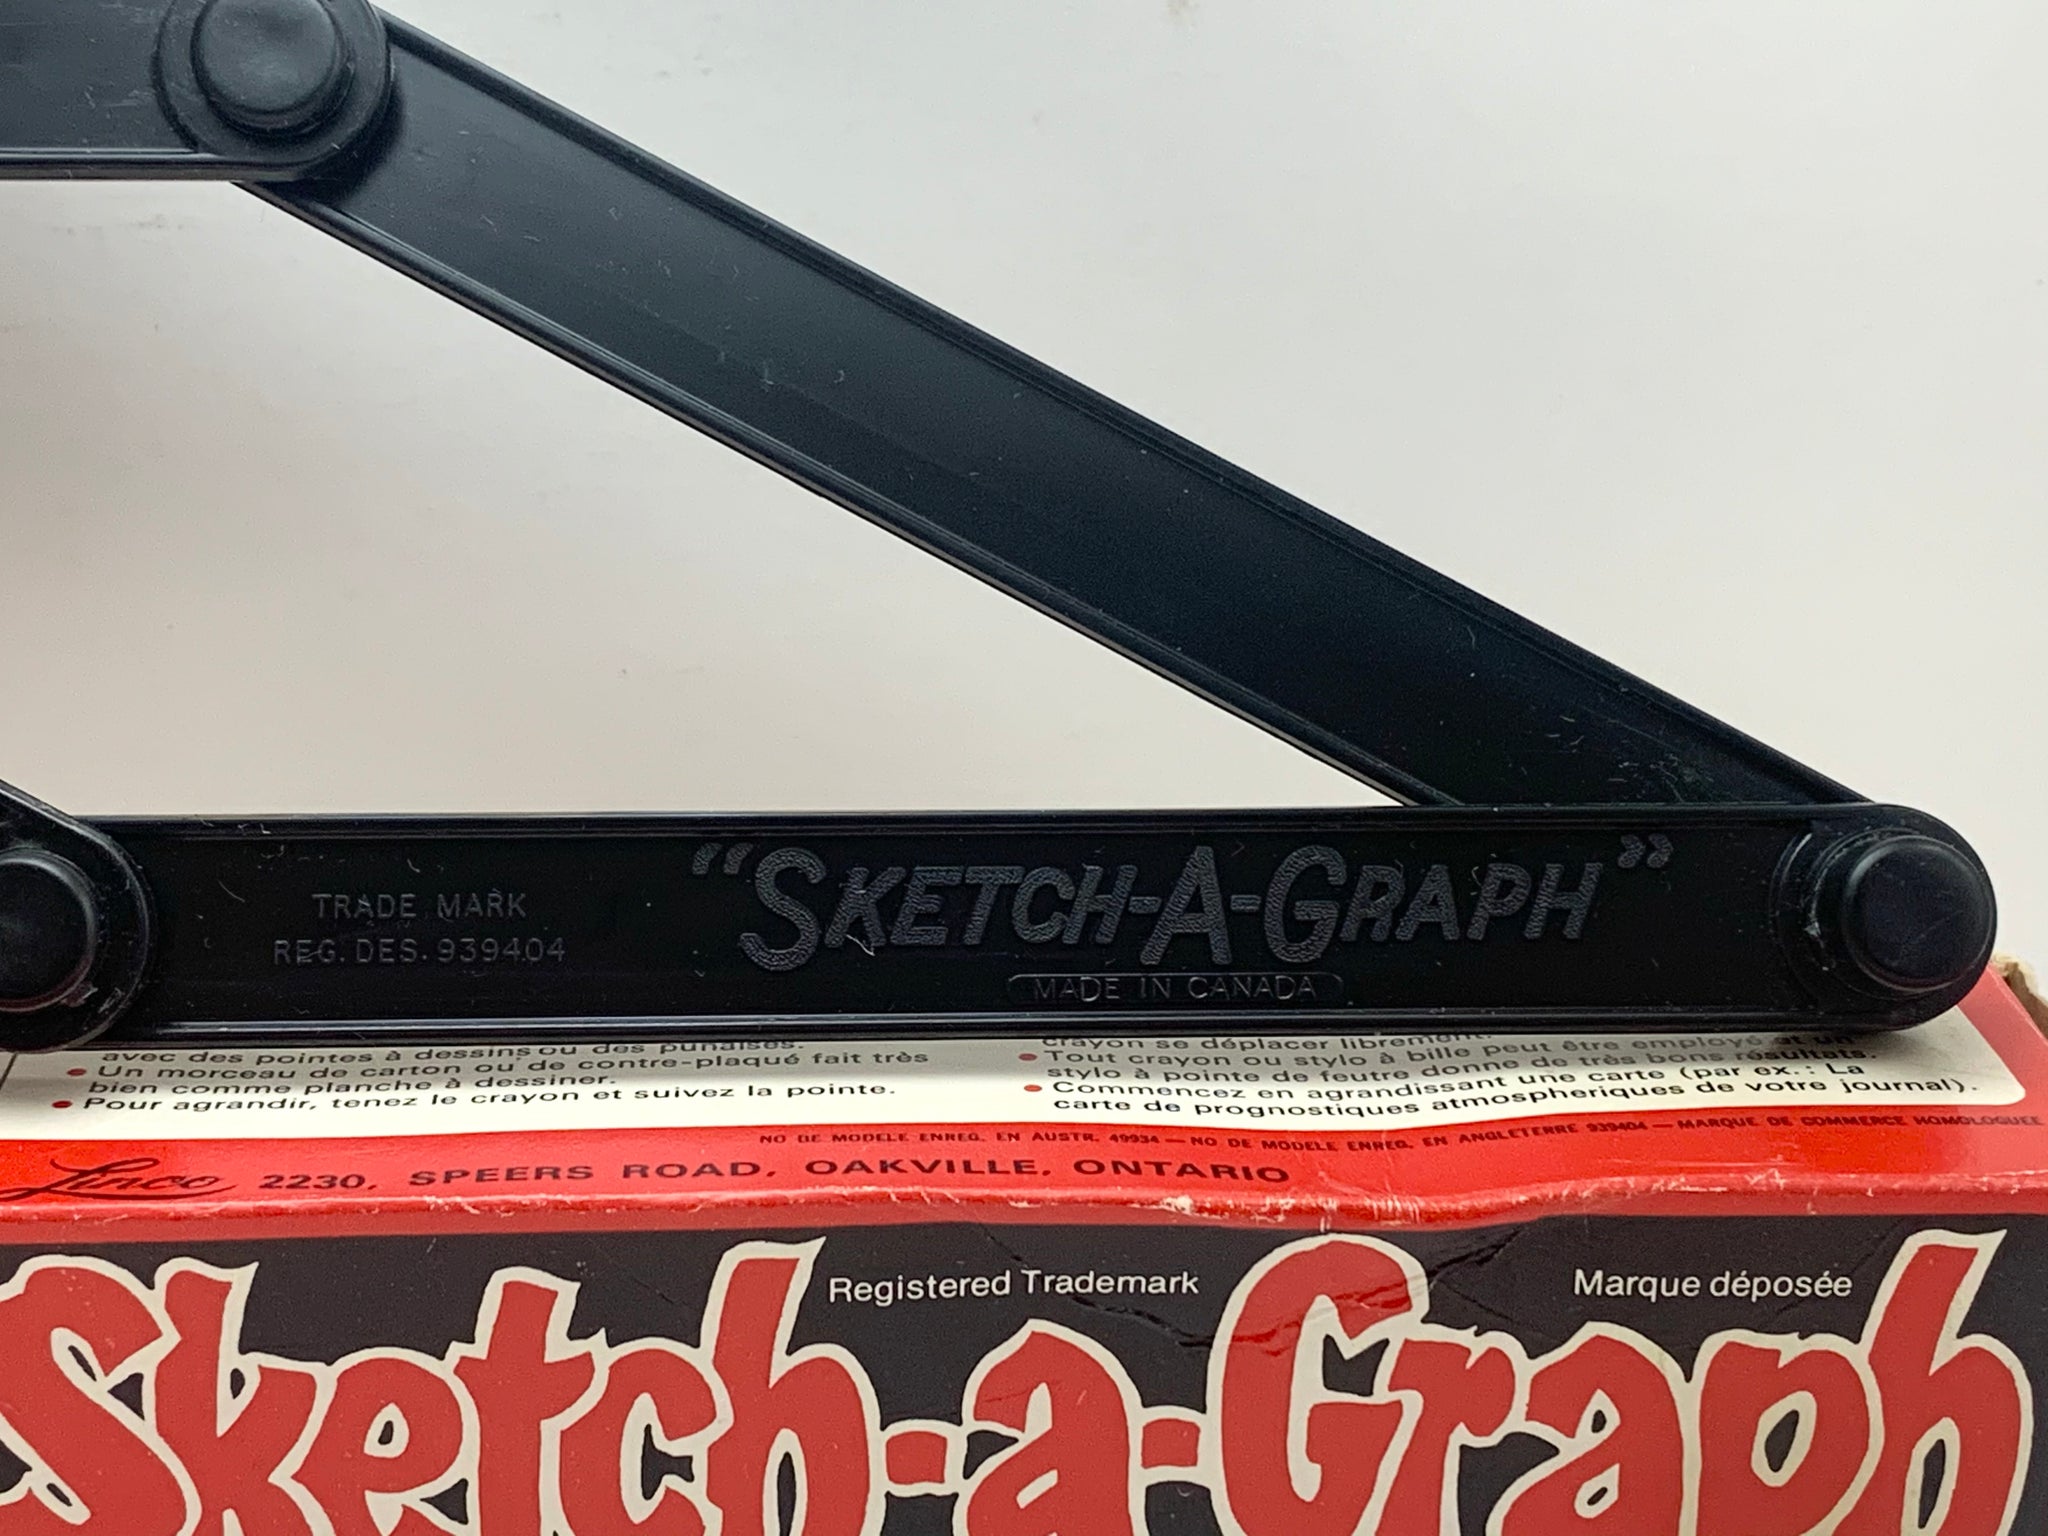 TRADE MARK
REG. DES. 939404
“SKETCH-A-GRAPH”
MADE IN CANADA
avec des pointes à dessins ou des punaises.
• Un morceau de carton ou de contre-plaqué fait très
bien comme planche à dessiner.
• Pour agrandir, tenez le crayon et suivez la pointe.
crayon se déplacer librement.
• Tout crayon ou stylo à bille peut être employé et un
stylo à pointe de feutre donne de très bons résultats.
• Commencez en agrandissant une carte (par ex.: La
carte de prognostiques atmospheriques de votre journal).
NO DE MODELE ENREG. EN AUSTR. 49934 — NO DE MODELE ENREG. EN ANGLETERRE 939404 — MARQUE DE COMMERCE HOMOLOGUEE
Linco 2230, SPEERS ROAD, OAKVILLE, ONTARIO
Registered Trademark
Marque déposée
Sketch-a-Graph